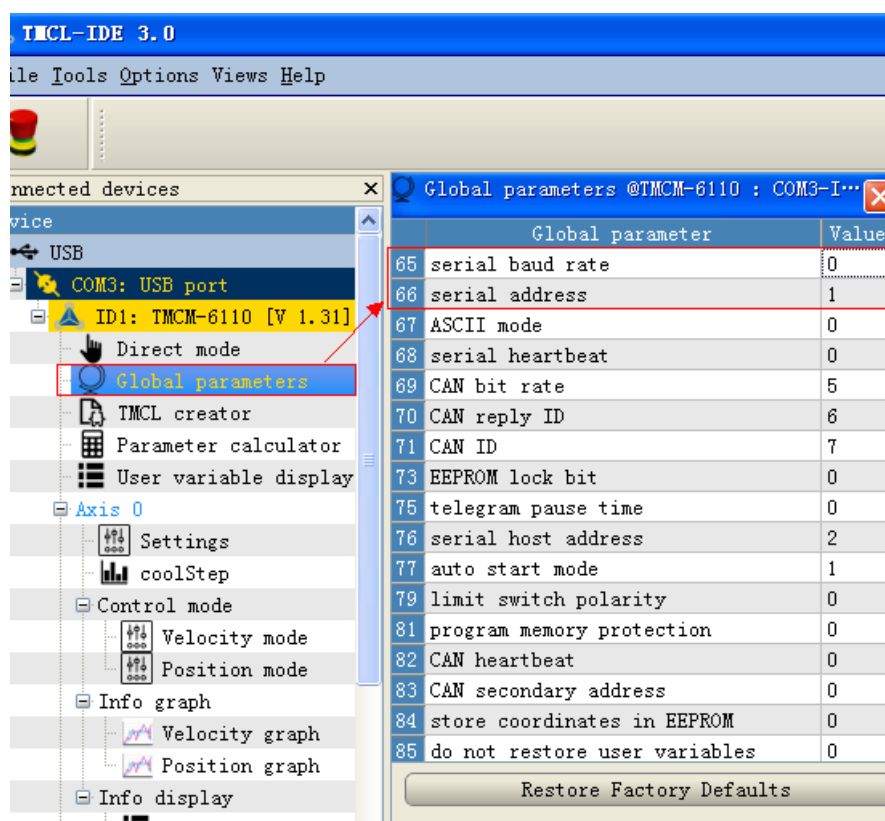 TMCL-IDE 3.0
ile Tools Options Views Help
nnected devices
vice
USB
COM3: USB port
ID1: TMCM-6110 [V 1.31]
Direct mode
Global parameters
TMCL creator
Parameter calculator
User variable display
Axis 0
Settings
coolStep
Control mode
Velocity mode
Position mode
Info graph
Velocity graph
Position graph
Info display
Global parameters @TMCM-6110 : COM3-I...
Global parameter Value
65 serial baud rate 0
66 serial address 1
67 ASCII mode 0
68 serial heartbeat 0
69 CAN bit rate 5
70 CAN reply ID 6
71 CAN ID 7
73 EEPROM lock bit 0
75 telegram pause time 0
76 serial host address 2
77 auto start mode 1
79 limit switch polarity 0
81 program memory protection 0
82 CAN heartbeat 0
83 CAN secondary address 0
84 store coordinates in EEPROM 0
85 do not restore user variables 0
Restore Factory Defaults